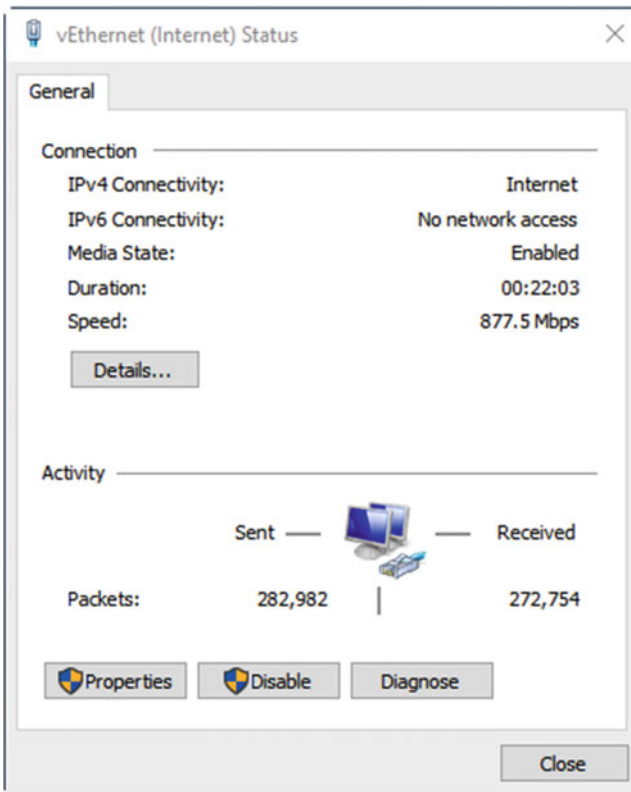 vEthernet (Internet) Status
General
Connection
IPv4 Connectivity: Internet
IPv6 Connectivity: No network access
Media State: Enabled
Duration: 00:22:03
Speed: 877.5 Mbps
Details...
Activity
Sent Received
Packets: 282,982 272,754
Properties Disable Diagnose
Close